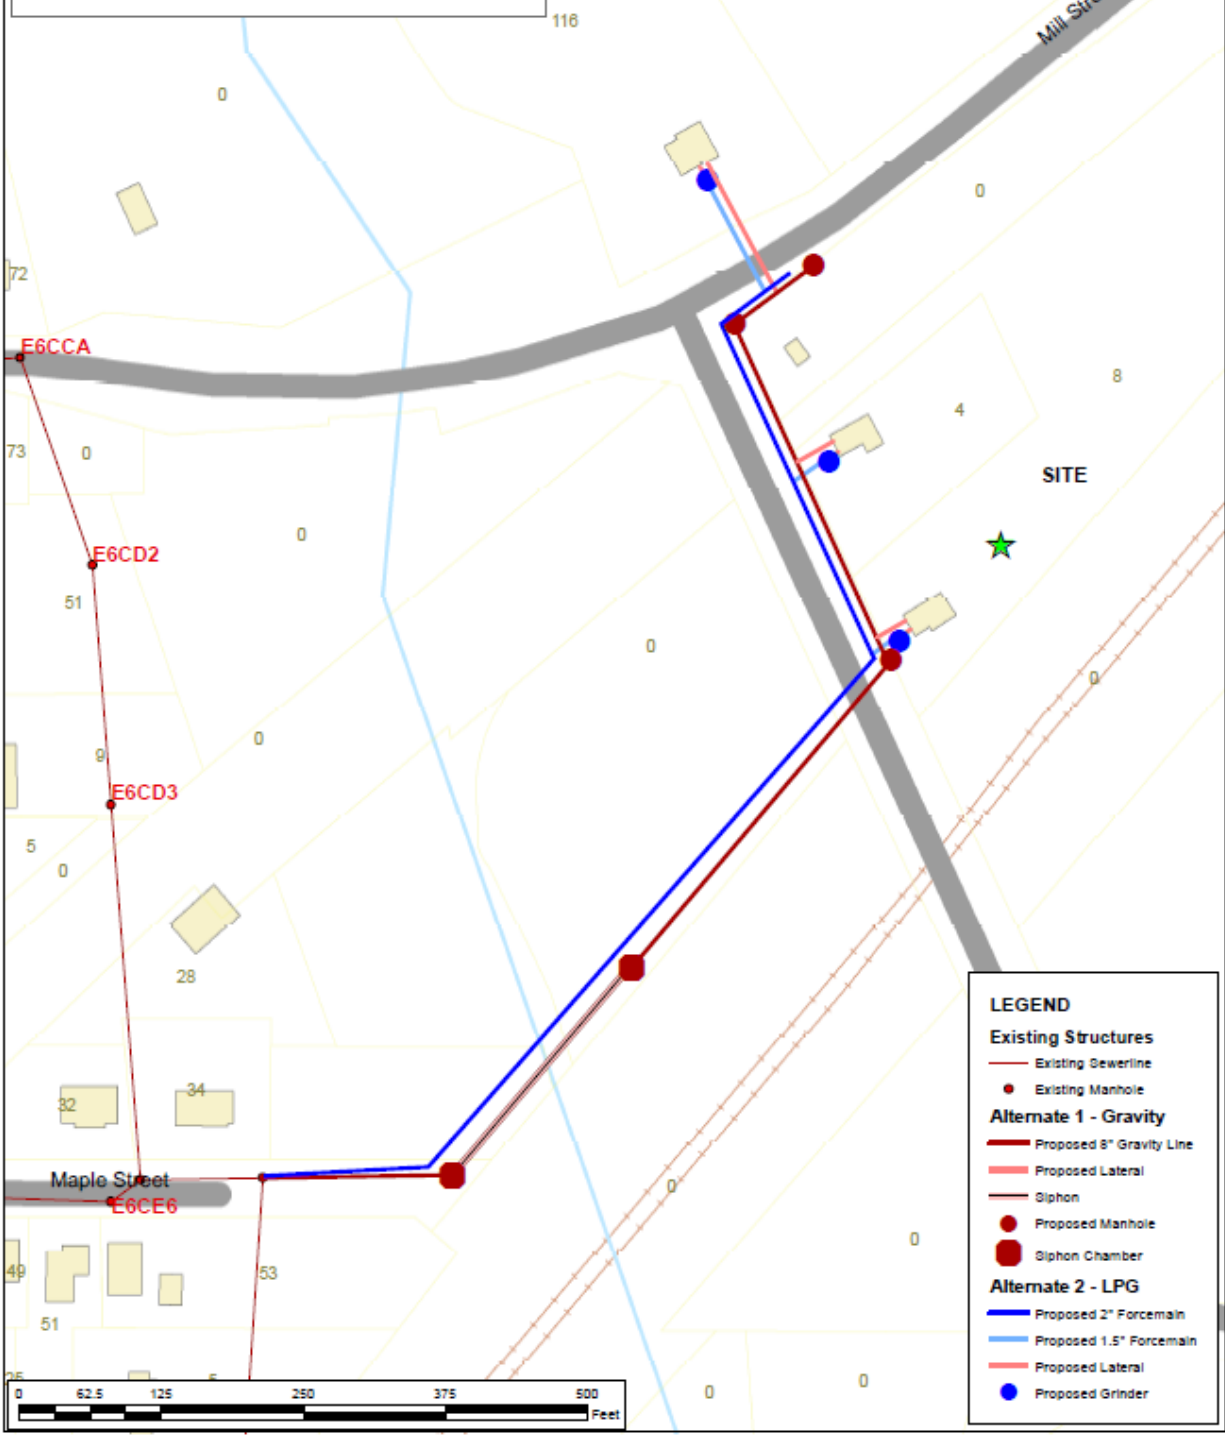 116
Mill Stre
0
0
72
E6CCA
8
4
73
0
SITE
0
E6CD2
51
0
0
0
9
E6CD3
5
0
28
LEGEND
Existing Structures
Existing Sewerline
Existing Manhole
Alternate 1 - Gravity
Proposed 8" Gravity Line
Proposed Lateral
Siphon
Proposed Manhole
Siphon Chamber
Alternate 2 - LPG
Proposed 2" Forcemain
Proposed 1.5" Forcemain
Proposed Lateral
Proposed Grinder
34
32
Maple Street
E6CE6
0
0
49
53
51
0
0
0 62.5 125 250 375 500
Feet